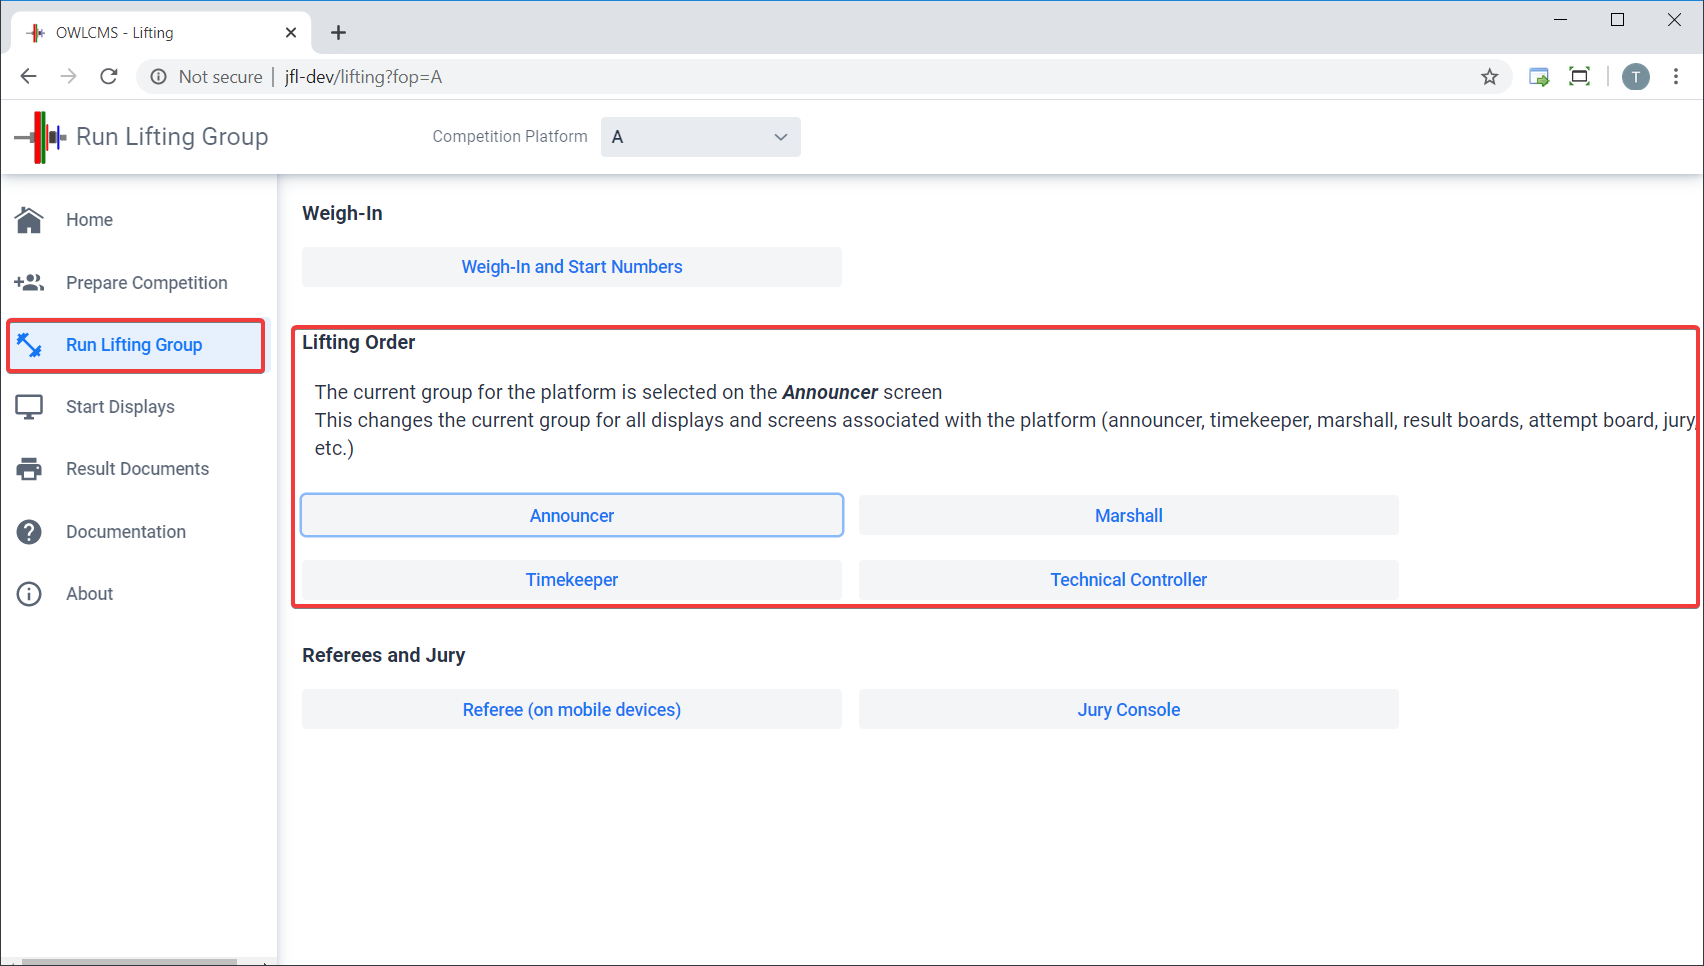 OWLCMS - Lifting
Not secure | jfl-dev/lifting?fop=A
T
Run Lifting Group
Competition Platform
A
Home
Prepare Competition
Run Lifting Group
Start Displays
Result Documents
Documentation
About
Weigh-In
Weigh-In and Start Numbers
Lifting Order
The current group for the platform is selected on the Announcer screen
This changes the current group for all displays and screens associated with the platform (announcer, timekeeper, marshall, result boards, attempt board, jury,
etc.)
Announcer
Marshall
Timekeeper
Technical Controller
Referees and Jury
Referee (on mobile devices)
Jury Console